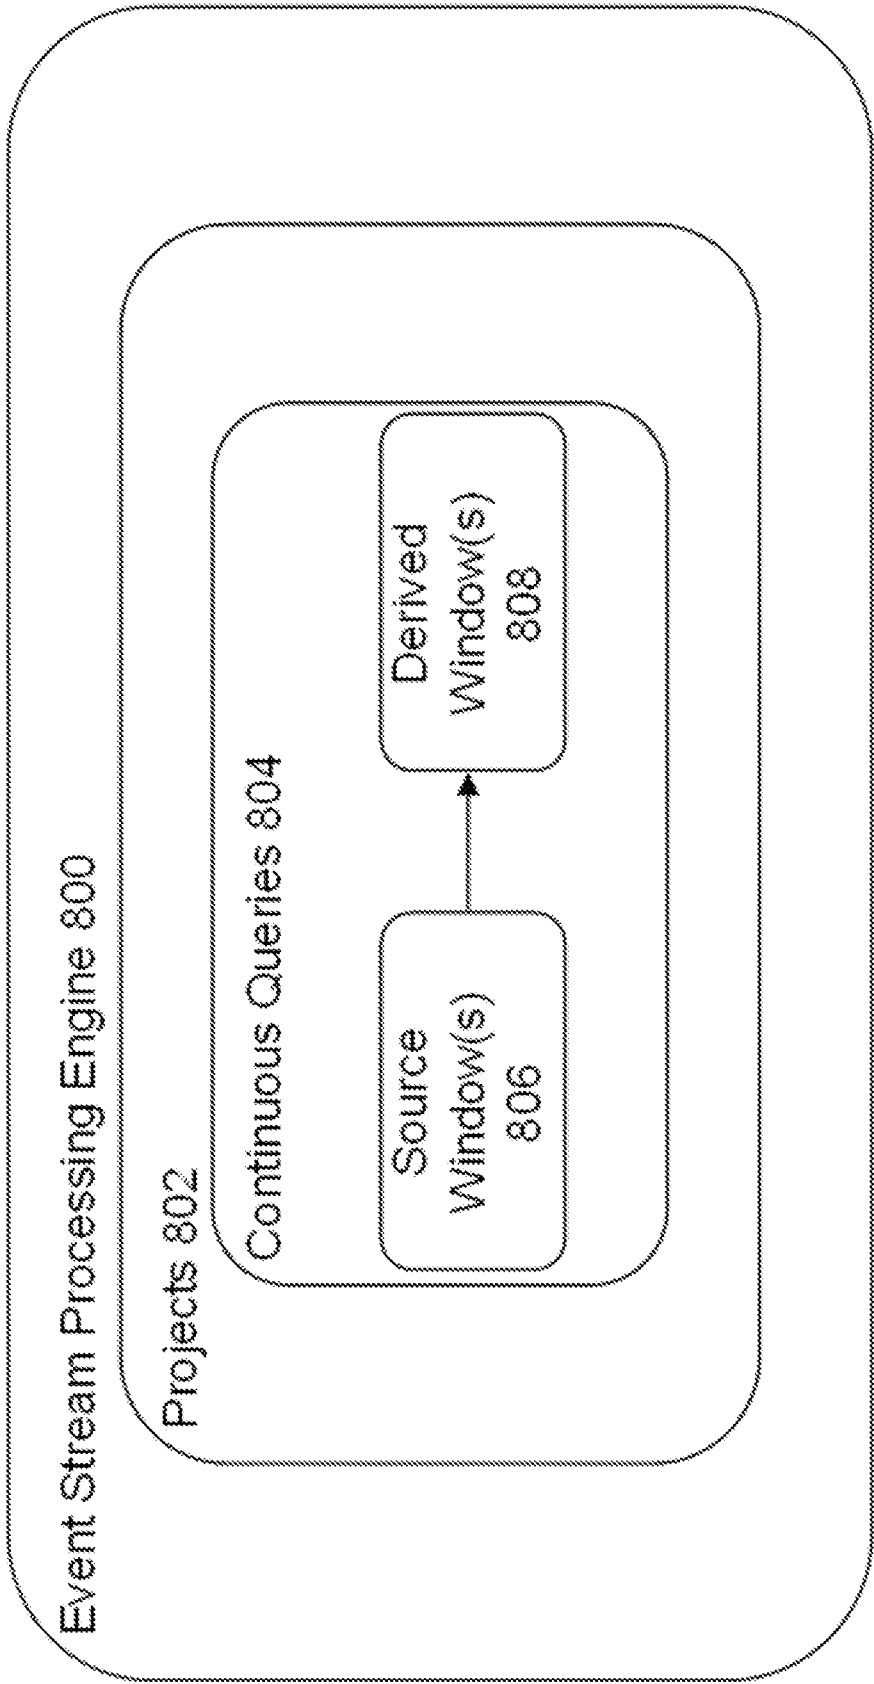 Event Stream Processing Engine 800
Projects 802
Continuous Queries 804
Source
Window(s)
806
Derived
Window(s)
808